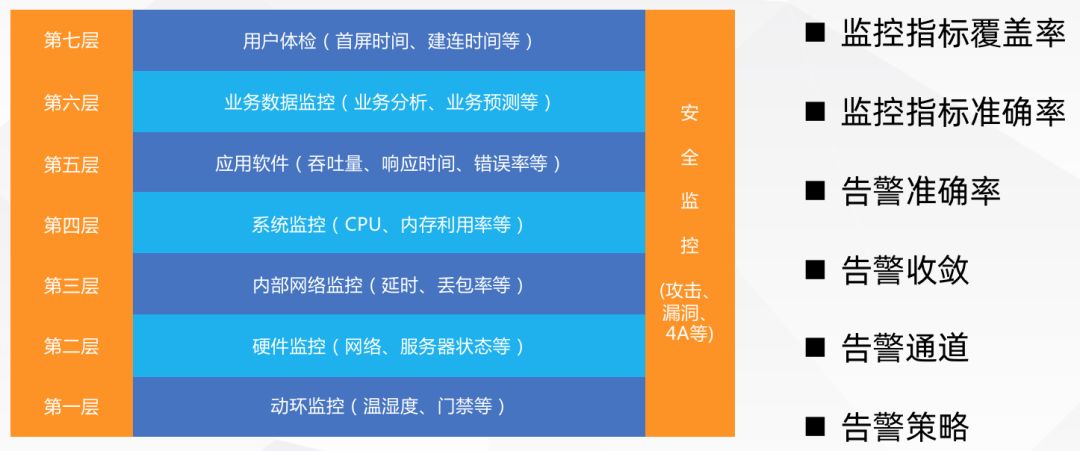 第七层 用户体检（首屏时间、建连时间等）
第六层 业务数据监控（业务分析、业务预测等）
第五层 应用软件（吞吐量、响应时间、错误率等）
第四层 系统监控（CPU、内存利用率等）
第三层 内部网络监控（延时、丢包率等）
第二层 硬件监控（网络、服务器状态等）
第一层 动环监控（温湿度、门禁等）
安
全
监
控
(攻击、
漏洞、
4A等)
■ 监控指标覆盖率
■ 监控指标准确率
■ 告警准确率
■ 告警收敛
■ 告警通道
■ 告警策略